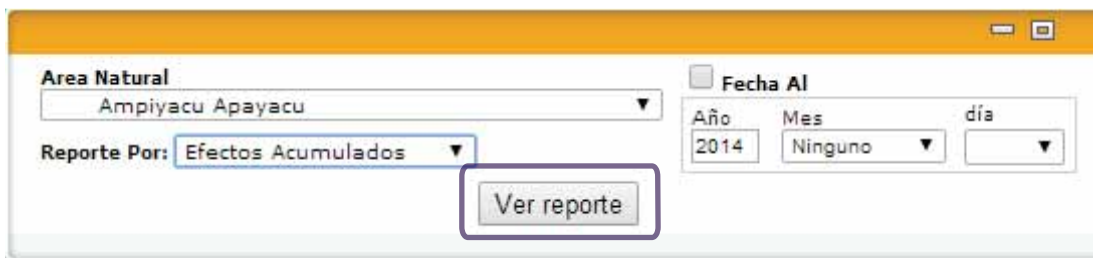 Area Natural
Ampiyacu Apayacu
Reporte Por: Efectos Acumulados
Ver reporte
Fecha Al
Año Mes día
2014 Ninguno